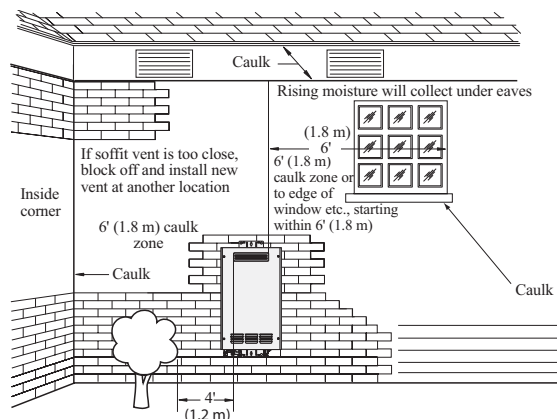 Caulk
Rising moisture will collect under eaves
(1.8 m)
6'
If soffit vent is too close,
block off and install new
vent at another location
6' (1.8 m)
caulk zone or
to edge of
window etc., starting
within 6' (1.8 m)
Inside
corner
6' (1.8 m) caulk
zone
Caulk
Caulk
4'
(1.2 m)